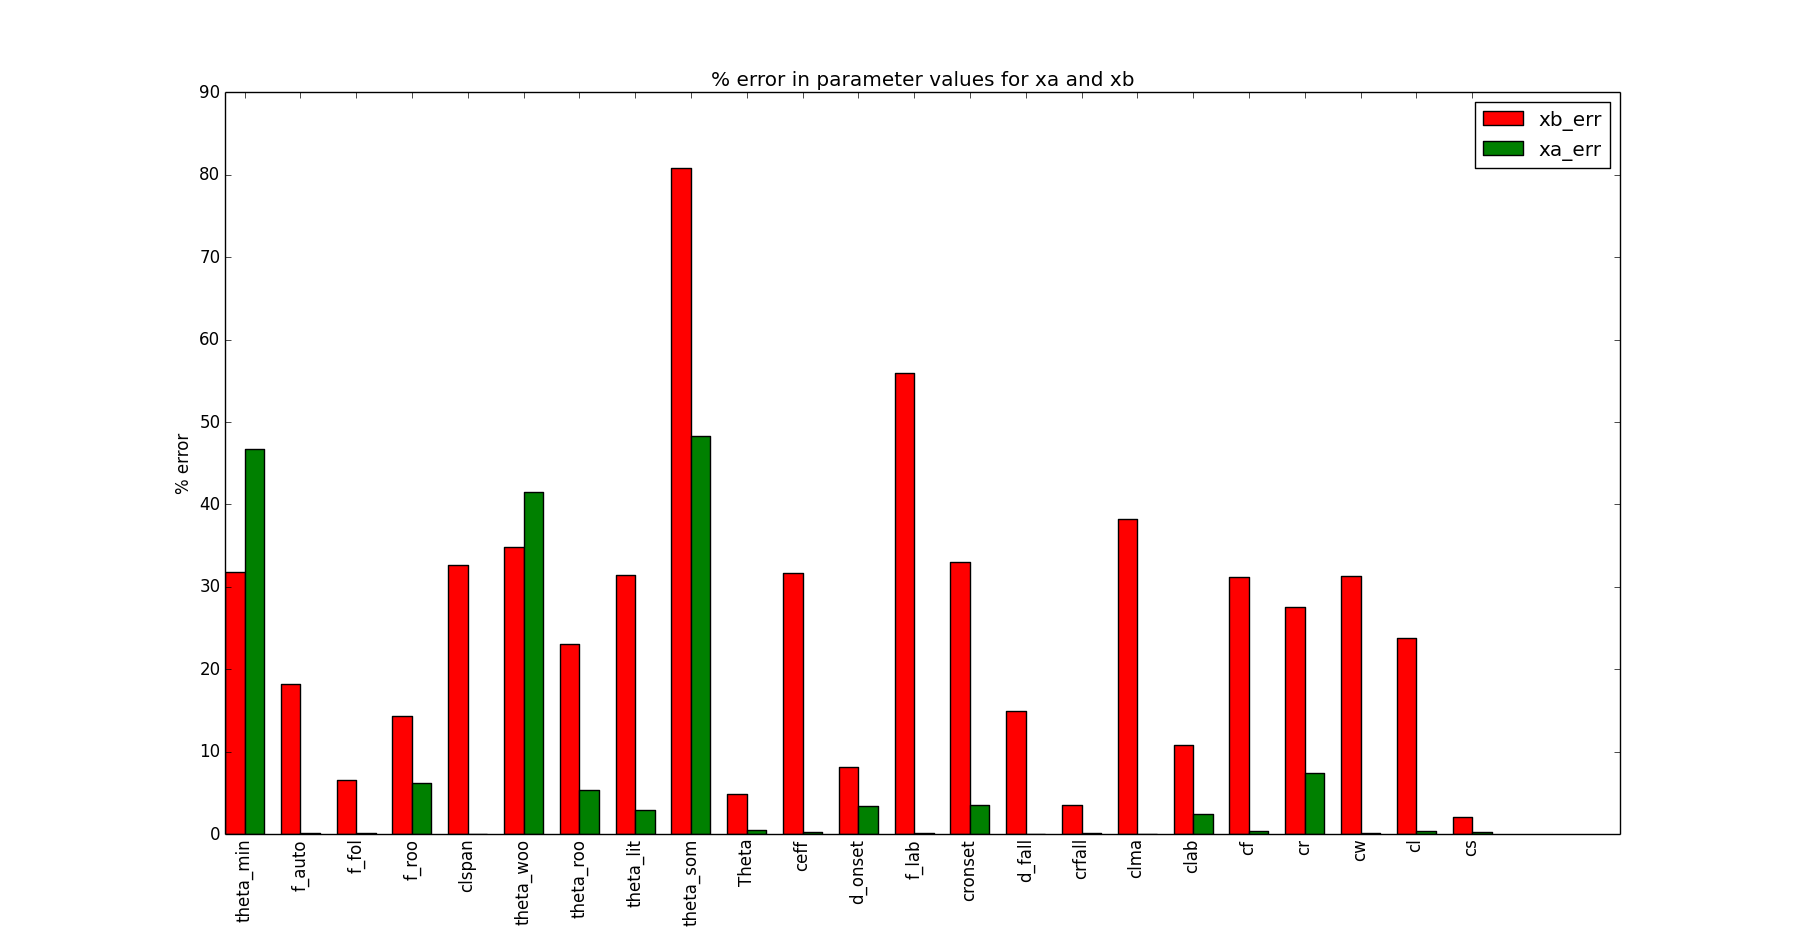 % error in parameter values for xa and xb
xb_err
xa_err
90
80
70
60
50
40
30
20
10
0
% error
theta_min
f_auto
f_fol
f_roo
clspan
theta_woo
theta_roo
theta_lit
theta_som
Theta
ceff
d_onset
f_lab
cronset
d_fall
crfall
clma
clab
cf
cr
cw
cl
cs